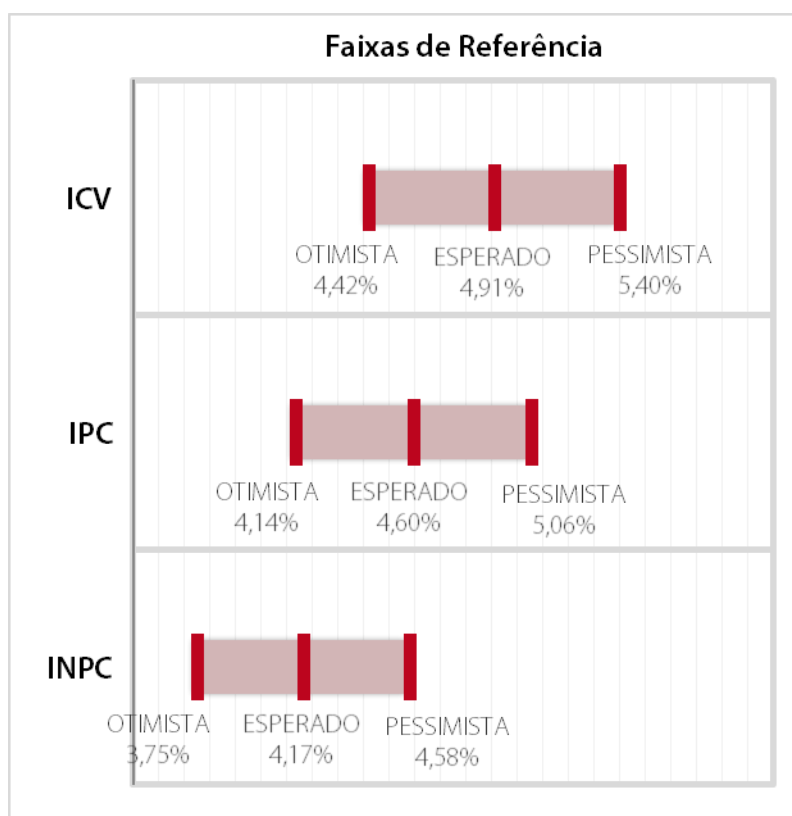 Faixas de Referência
ICV
OTIMISTA ESPERADO PESSIMISTA
4,42% 4,91% 5,40%
IPC
OTIMISTA ESPERADO PESSIMISTA
4,14% 4,60% 5,06%
INPC
OTIMISTA ESPERADO PESSIMISTA
3,75% 4,17% 4,58%